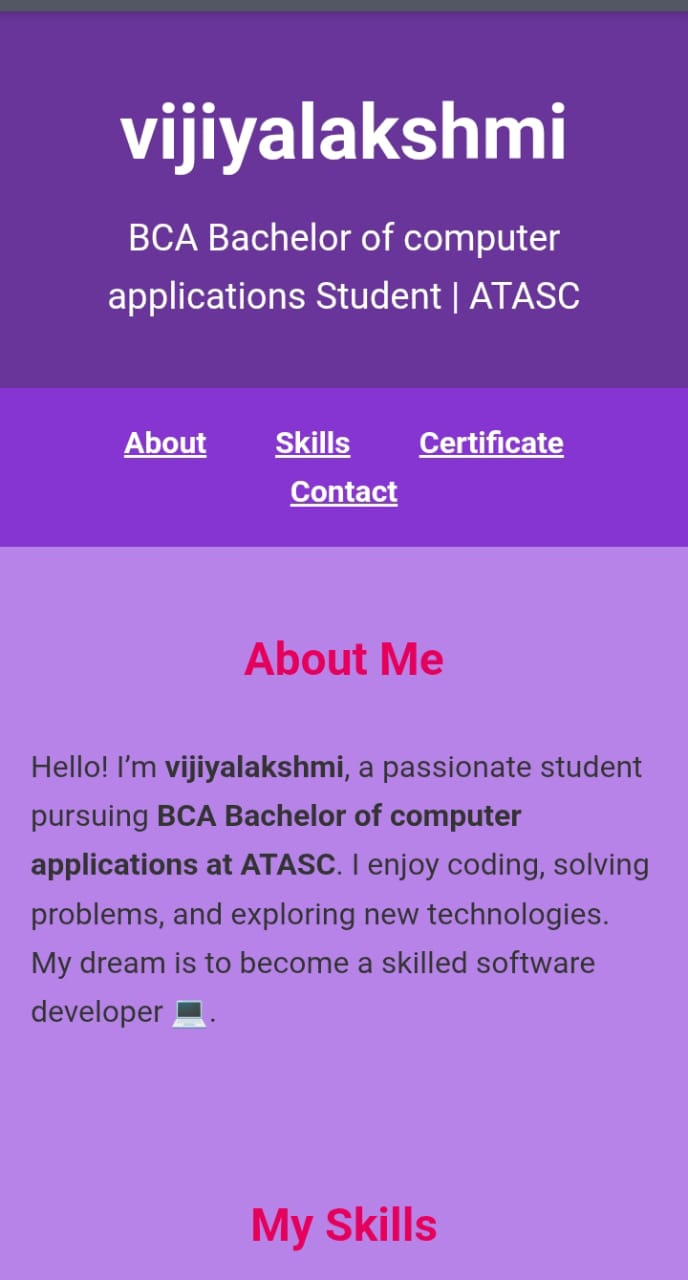 vijiyalakshmi
BCA Bachelor of computer
applications Student | ATASC
About Skills Certificate
Contact
About Me
Hello! I’m vijiyalakshmi, a passionate student
pursuing BCA Bachelor of computer
applications at ATASC. I enjoy coding, solving
problems, and exploring new technologies.
My dream is to become a skilled software
developer 💻.
My Skills